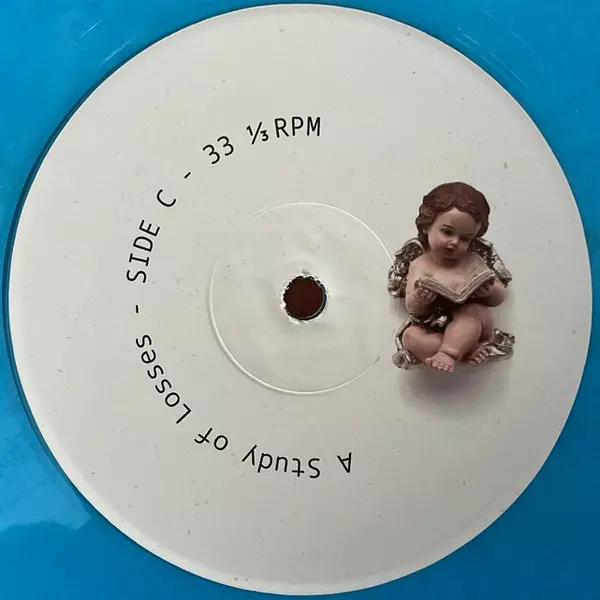 A Study of Losses - SIDE C - 33 ⅓ RPM